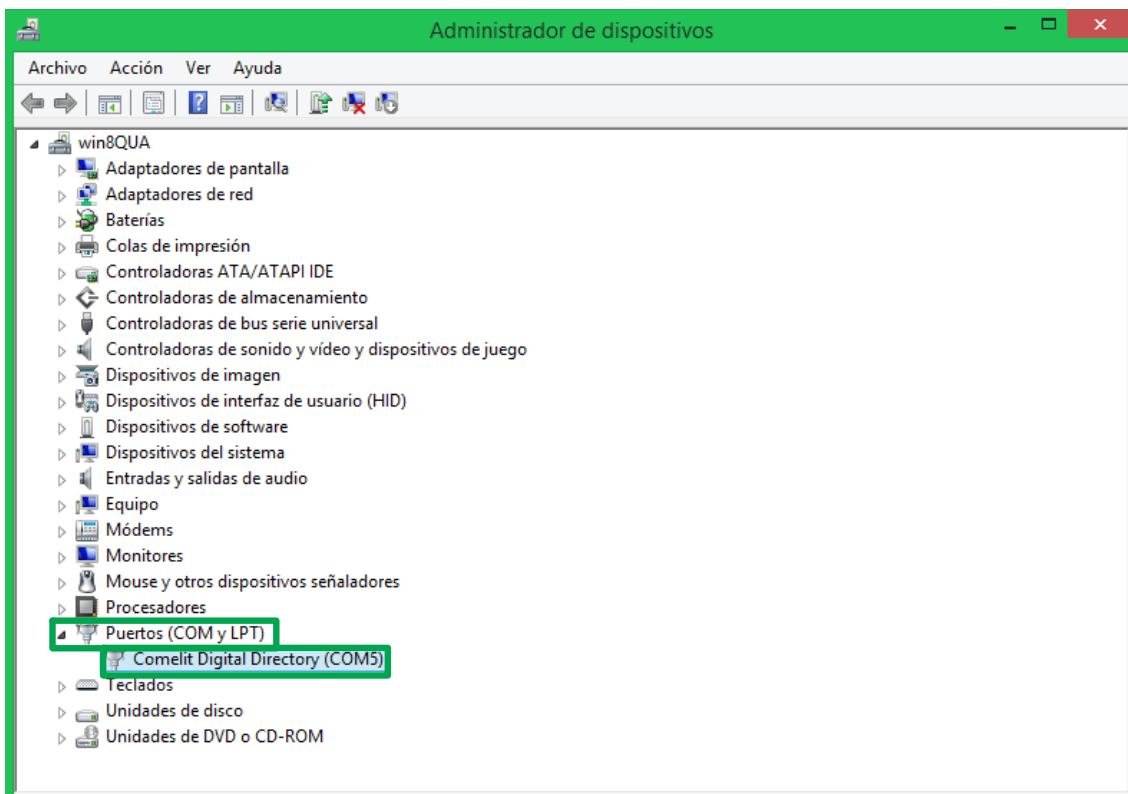 Administrador de dispositivos
Archivo Acción Ver Ayuda
win8QUA
Adaptadores de pantalla
Adaptadores de red
Baterías
Colas de impresión
Controladoras ATA/ATAPI IDE
Controladoras de almacenamiento
Controladoras de bus serie universal
Controladoras de sonido y vídeo y dispositivos de juego
Dispositivos de imagen
Dispositivos de interfaz de usuario (HID)
Dispositivos de software
Dispositivos del sistema
Entradas y salidas de audio
Equipo
Módems
Monitores
Mouse y otros dispositivos señaladores
Procesadores
Puertos (COM y LPT)
Comelit Digital Directory (COM5)
Teclados
Unidades de disco
Unidades de DVD o CD-ROM